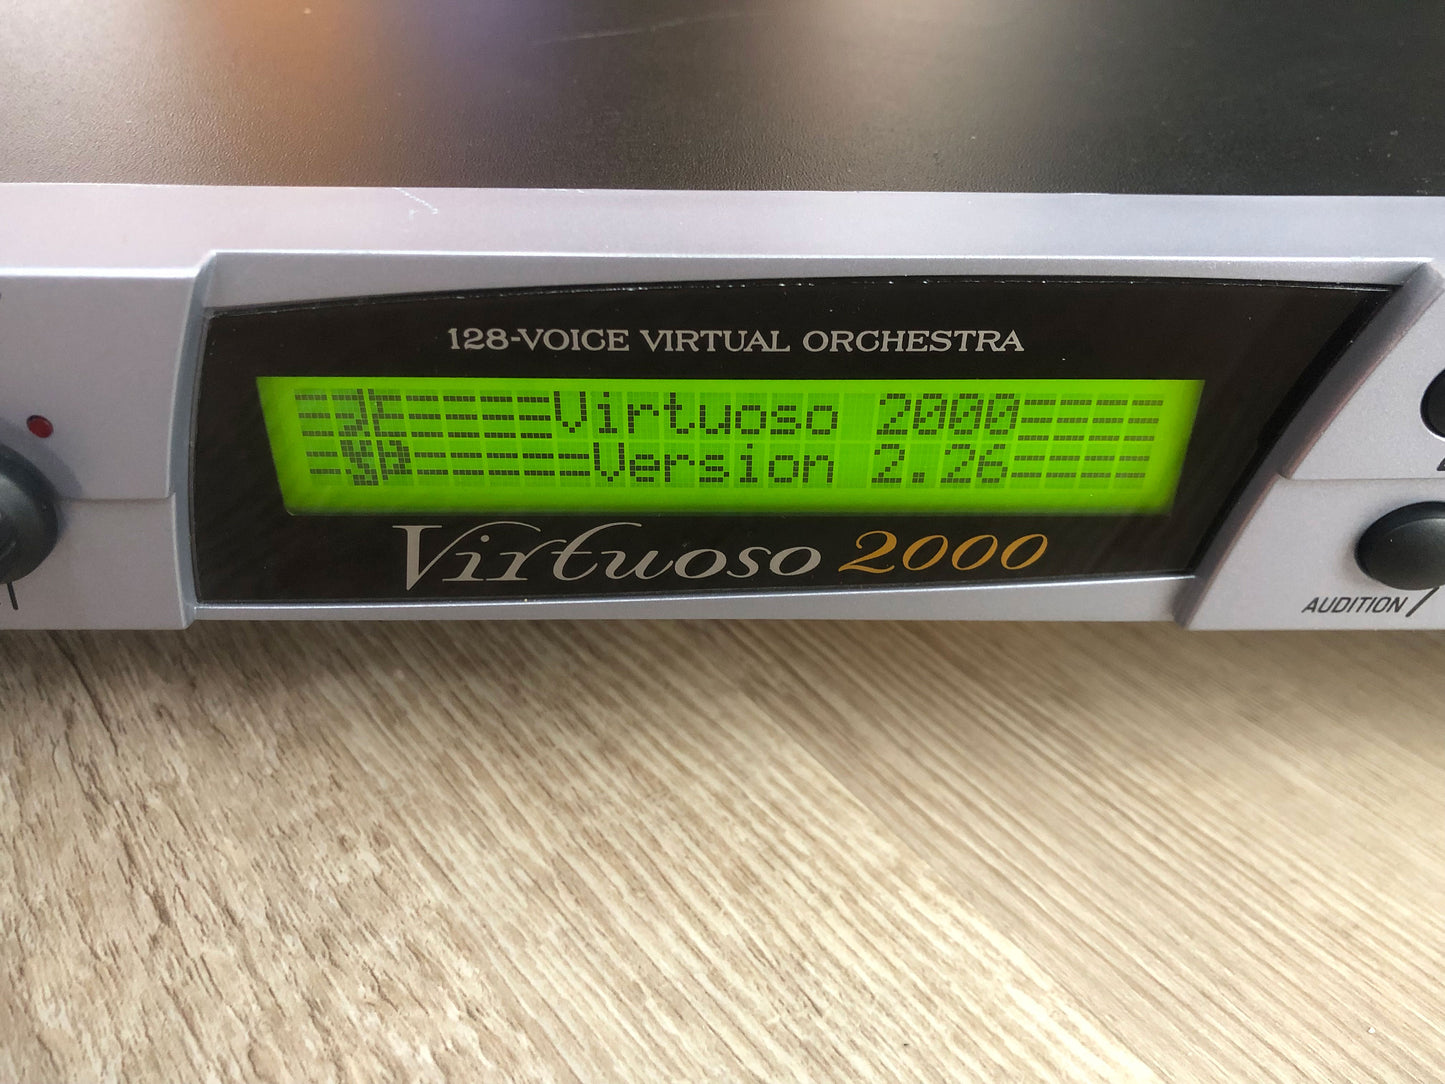 128-VOICE VIRTUAL ORCHESTRA
Virtuoso 2000
Version 2.26
Virtuoso 2000
AUDITION